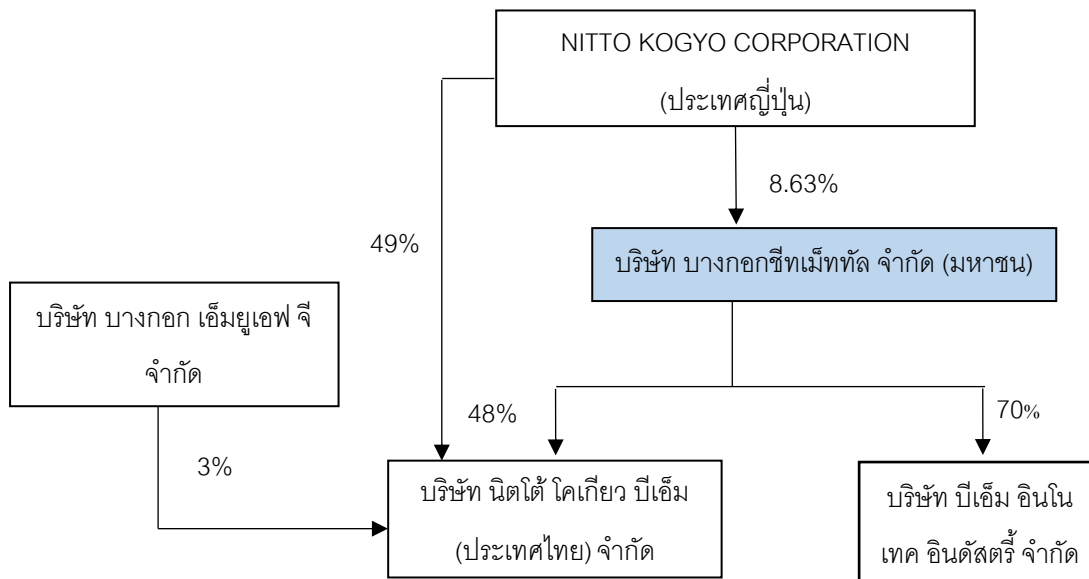 NITTO KOGYO CORPORATION
(ประเทศญี่ปุ่น)
8.63%
49%
บริษัท บางกอกชีทเม็ททัล จำกัด (มหาชน)
บริษัท บางกอก เอ็มยูเอฟ จี
จำกัด
48%
70%
3%
บริษัท นิตโต้ โคเกียว บีเอ็ม
(ประเทศไทย) จำกัด
บริษัท บีเอ็ม อินโน
เทค อินดัสตรี้ จำกัด